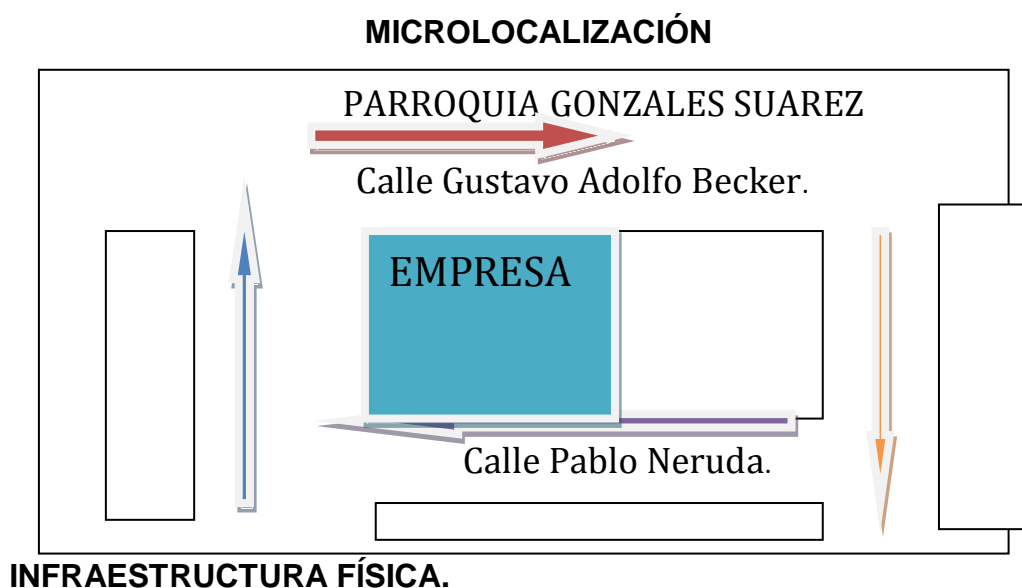 MICROLOCALIZACIÓN
PARROQUIA GONZALES SUAREZ
Calle Gustavo Adolfo Becker.
EMPRESA
Calle Pablo Neruda.
INFRAESTRUCTURA FÍSICA.